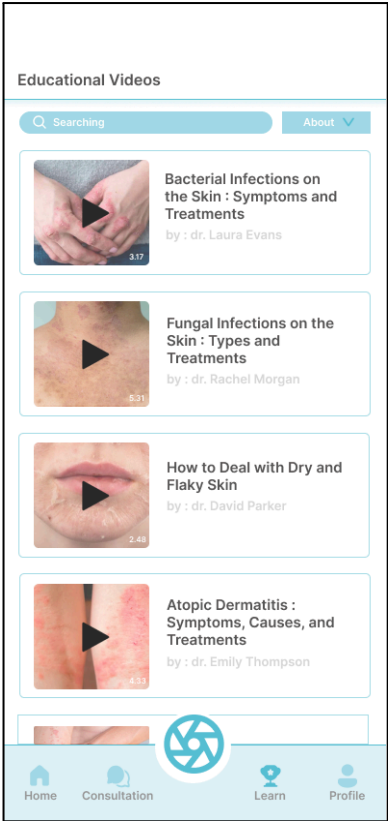 Educational Videos
Searching
About
Bacterial Infections on
the Skin : Symptoms and
Treatments
by : dr. Laura Evans
3.17
Fungal Infections on the
Skin : Types and
Treatments
by : dr. Rachel Morgan
5.31
How to Deal with Dry and
Flaky Skin
by : dr. David Parker
2.48
Atopic Dermatitis :
Symptoms, Causes, and
Treatments
by : dr. Emily Thompson
4.33
Home
Consultation
Learn
Profile